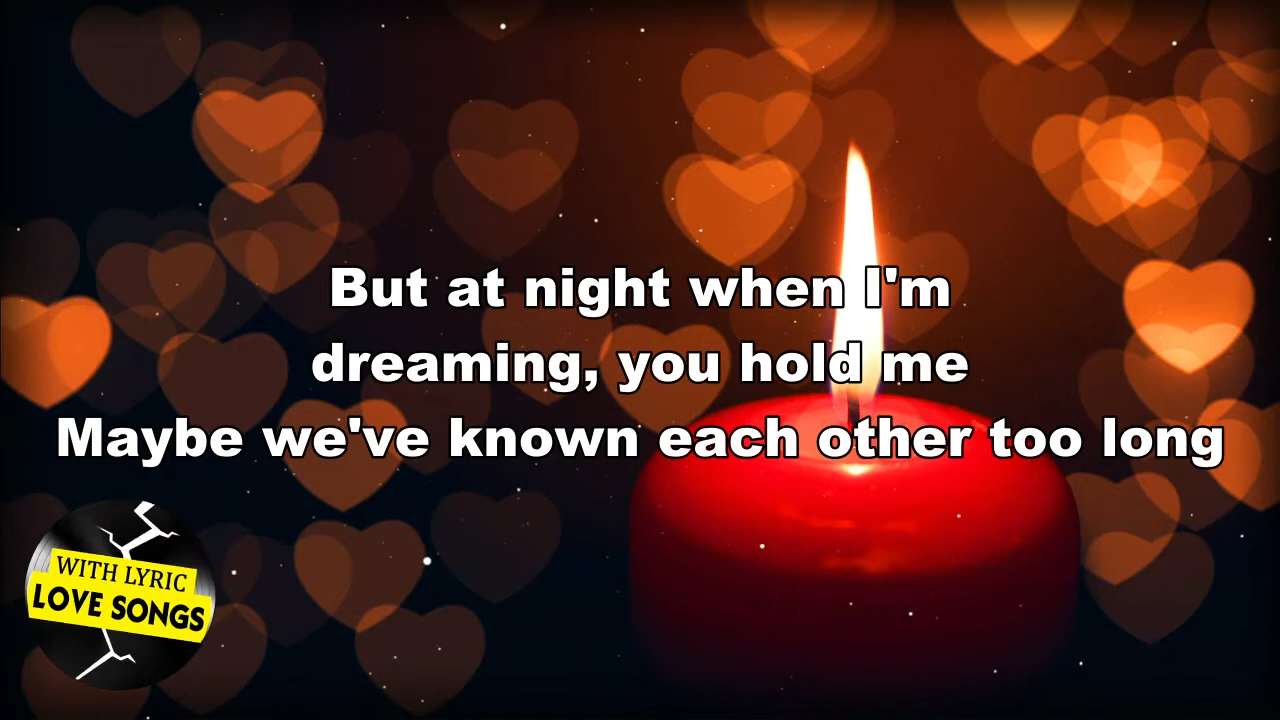 But at night when I'm
dreaming, you hold me
Maybe we've known each other too long
WITH LYRIC
LOVE SONGS